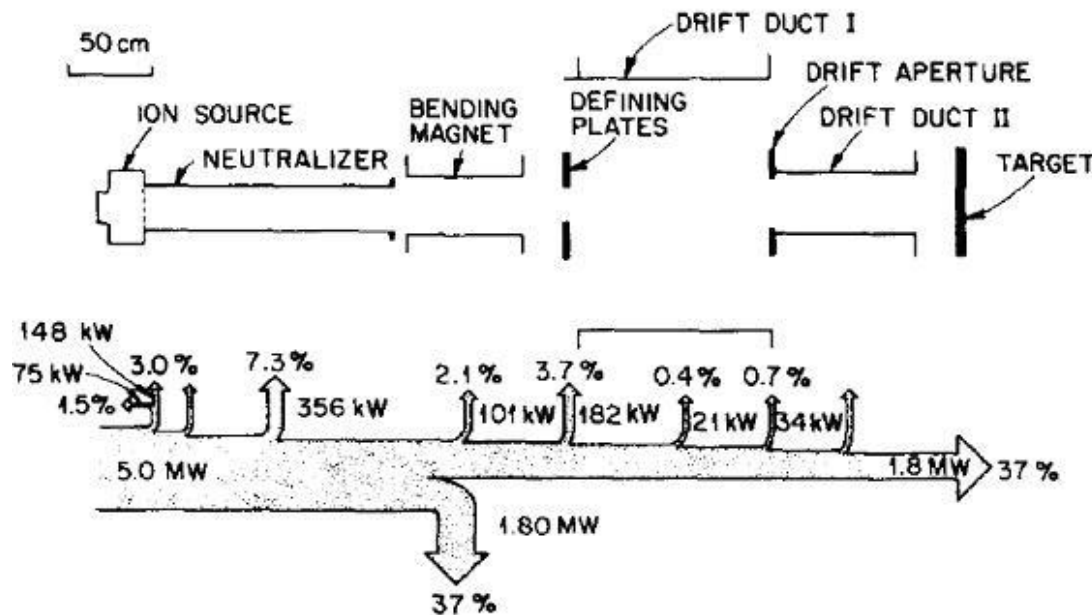 50 cm
DRIFT DUCT I
ION SOURCE
NEUTRALIZER
BENDING
MAGNET
DEFINING
PLATES
DRIFT APERTURE
DRIFT DUCT II
TARGET
148 kW
75 kW
1.5%
3.0%
7.3%
356 kW
2.1%
101 kW
3.7%
182 kW
0.4%
21 kW
0.7%
34 kW
5.0 MW
1.8 MW
37%
1.80 MW
37%